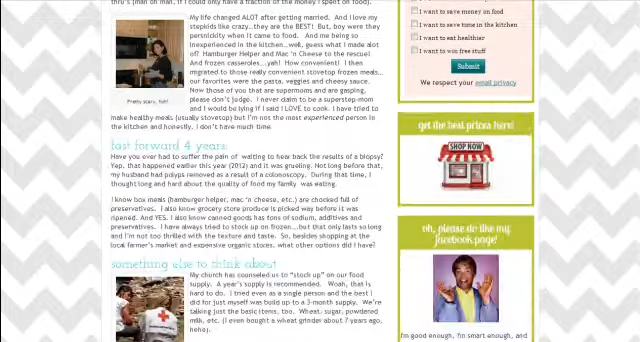 thru's (man oh man, if I could only have a fraction of the money I spent on food).
My life changed ALOT after getting married. And I love my
stepkids like crazy...they are the BEST! But, boy were they
persnickity when it came to food. And me being so
inexperienced in the kitchen...well, guess what I made alot
of? Hamburger Helper and Mac 'n Cheese to the rescue!
And frozen casseroles...yah! How convenient! I then
migrated to those really convenient stovetop frozen meals..
our favorites were the pasta, veggies and cheesy sauce.
Now those of you that are supermoms and are gasping,
please don't judge. I never claim to be a superstep-mom
and I would be lying if I said I LOVE to cook. I have tried to
make healthy meals (usually stovetop) but I'm not the most experienced person in
the kitchen and honestly, I don't have much time.
Pretty scary, huh?
fast forward 4 years:
Have you ever had to suffer the pain of waiting to hear back the results of a biopsy?
Yep, that happened earlier this year (2012) and it was grueling. Not long before that,
my husband had polyps removed as a result of a colonoscopy. During that time, I
thought long and hard about the quality of food my family was eating.
I know box meals (hamburger helper, mac 'n cheese, etc.) are chocked full of
preservatives. I also know grocery store produce is picked way before it was
ripened. And YES, I also know canned goods has tons of sodium, additives and
preservatives. I have always tried to stock up on frozen...but that only lasts so long
and I'm not too thrilled with the texture and taste. So, besides shopping at the
local farmer's market and expensive organic stores, what other options did I have?
something else to think about
My church has counseled us to "stock up" on our food
supply. A year's supply is recommended. Woah, that is
hard to do. I tried even as a single person and the best I
did for just myself was build up to a 3-month supply. We're
talking just the basic items, too. Wheat, sugar, powdered
milk, etc. (I even bought a wheat grinder about 7 years ago,
hehe).
I want to save money on food
I want to save time in the kitchen
I want to eat healthier
I want to win free stuff
Submit
We respect your email privacy
get the best prices here!
SHOP NOW
oh, please do like my
facebook page!
I'm good enough, I'm smart enough, and